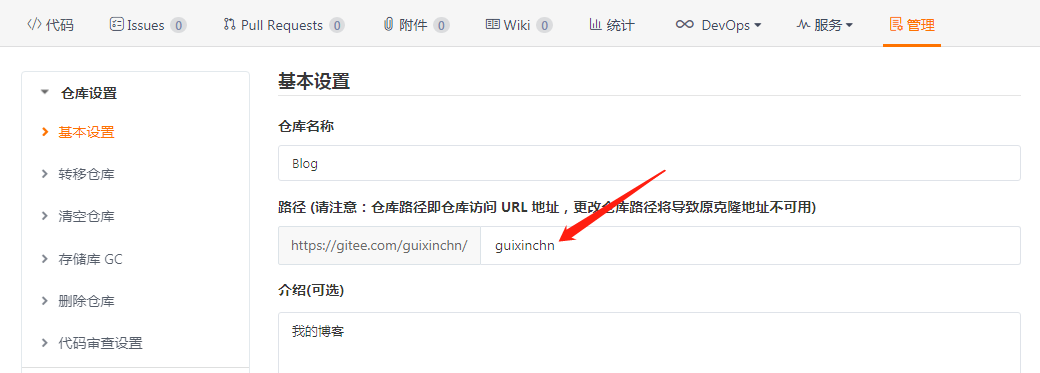 代码 Issues 0 Pull Requests 0 附件 0 Wiki 0 统计 DevOps 服务 管理
仓库设置
基本设置
转移仓库
清空仓库
存储库 GC
删除仓库
代码审查设置
基本设置
仓库名称
Blog
路径 (请注意：仓库路径即仓库访问 URL 地址，更改仓库路径将导致原克隆地址不可用)
https://gitee.com/guixinchn/ guixinchn
介绍(可选)
我的博客